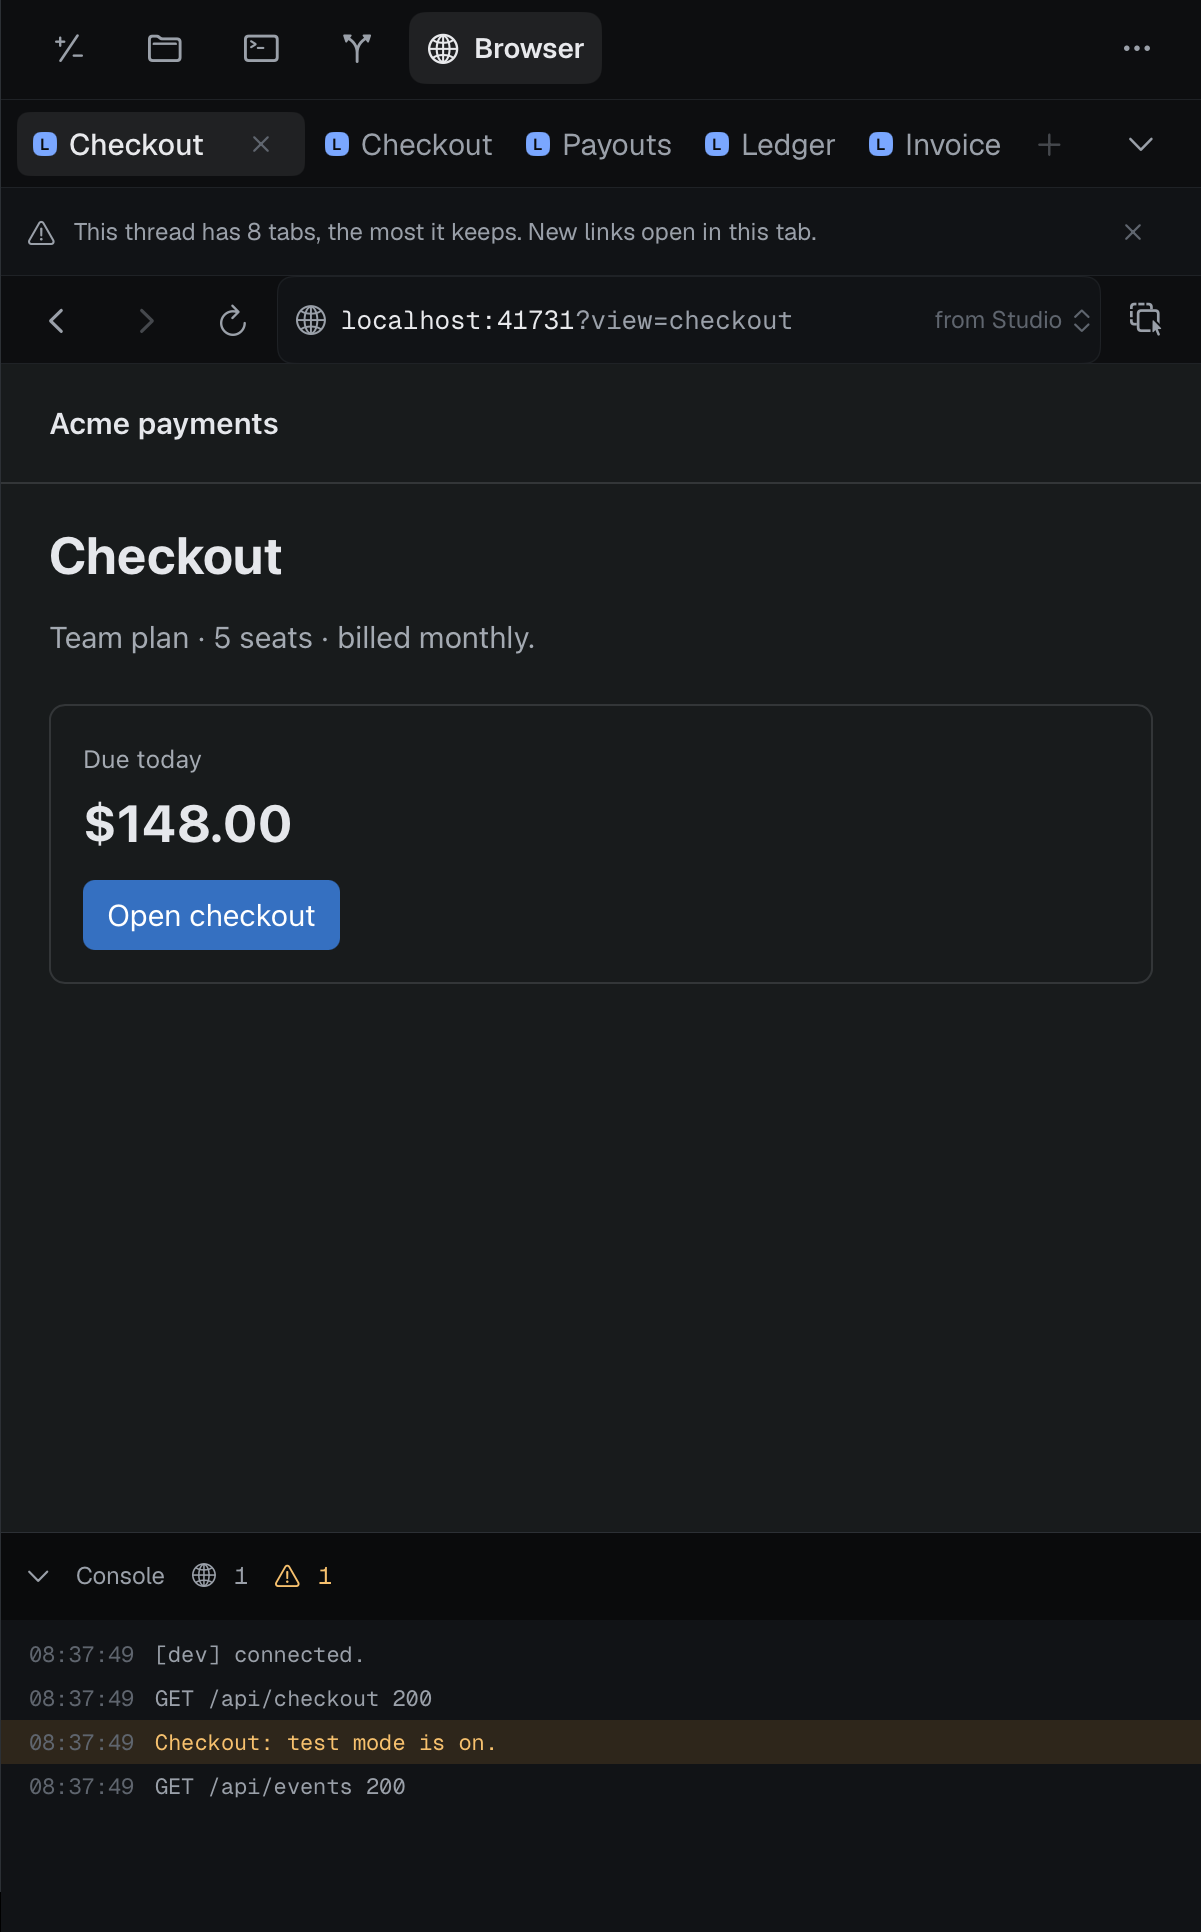 Browser
L Checkout L Checkout L Payouts L Ledger L Invoice
This thread has 8 tabs, the most it keeps. New links open in this tab.
localhost:41731?view=checkout from Studio
Acme payments
Checkout
Team plan · 5 seats · billed monthly.
Due today
$148.00
Open checkout
Console 1 1
08:37:49 [dev] connected.
08:37:49 GET /api/checkout 200
08:37:49 Checkout: test mode is on.
08:37:49 GET /api/events 200